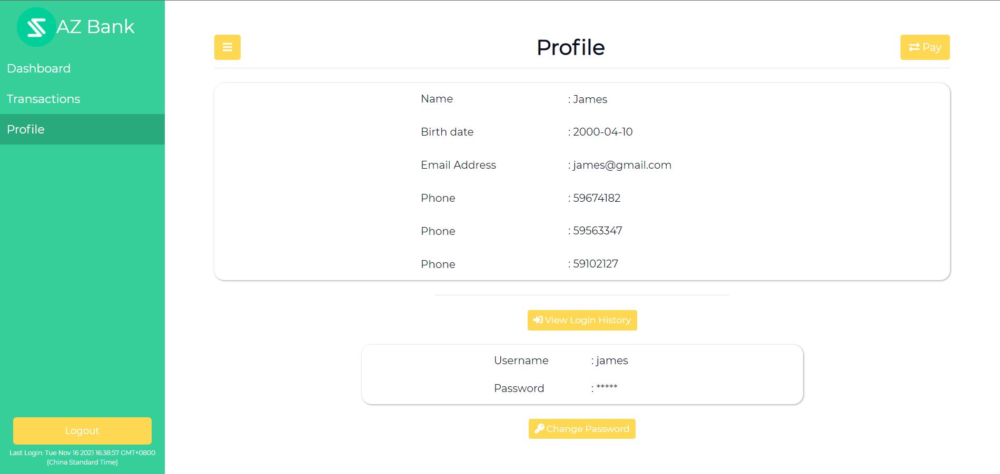 AZ Bank
Dashboard
Transactions
Profile
Logout
Last Login: Tue Nov 16 2021 16:38:57 GMT+0800
(China Standard Time)
Profile
Pay
Name : James
Birth date : 2000-04-10
Email Address : james@gmail.com
Phone : 59674182
Phone : 59563347
Phone : 59102127
View Login History
Username : james
Password : *****
Change Password